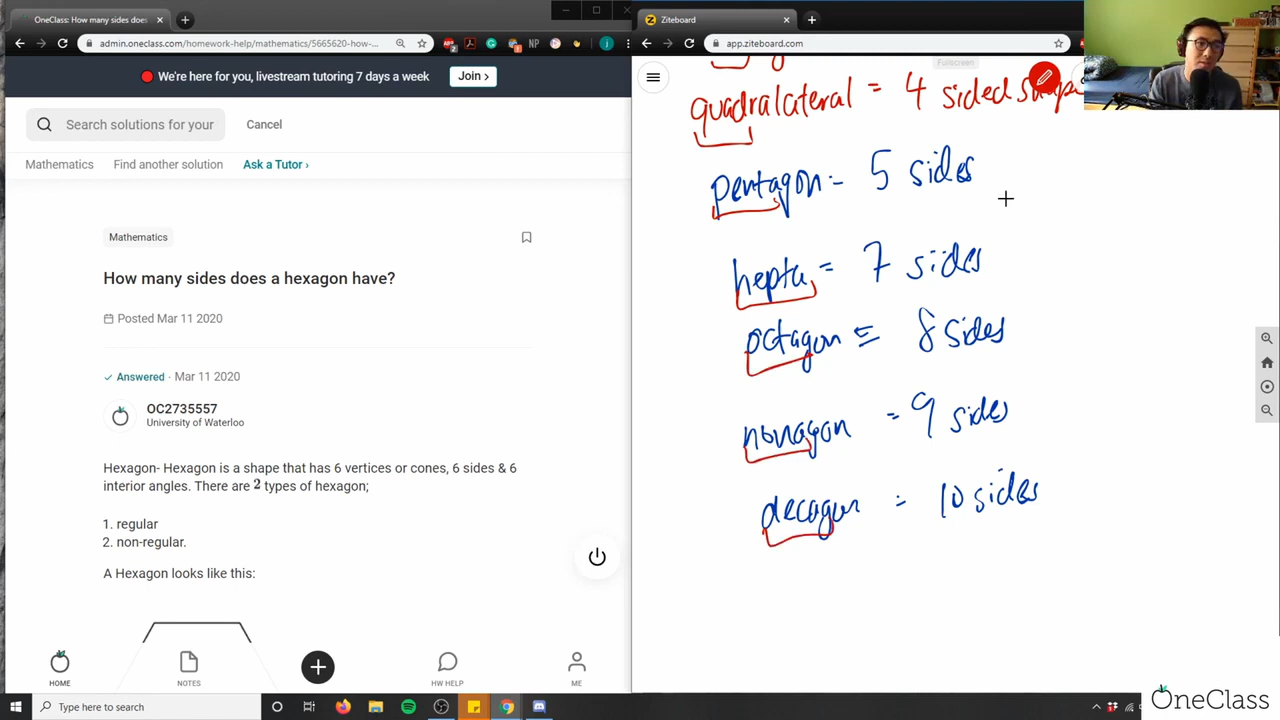 OneClass: How many sides does
Ziteboard
admin.oneclass.com/homework-help/mathematics/5665620-how-...
app.ziteboard.com
We're here for you, livestream tutoring 7 days a week
Join ›
Fullscreen
Search solutions for your
Cancel
Mathematics
Find another solution
Ask a Tutor ›
Mathematics
How many sides does a hexagon have?
Posted Mar 11 2020
Answered - Mar 11 2020
OC2735557
University of Waterloo
Hexagon- Hexagon is a shape that has 6 vertices or cones, 6 sides & 6
interior angles. There are 2 types of hexagon;
1. regular
2. non-regular.
A Hexagon looks like this:
HOME
NOTES
HW HELP
ME
Type here to search
quadralateral = 4 sided shape
pentagon = 5 sides
hepta = 7 sides
octagon = 8 sides
nonagon = 9 sides
decagon = 10 sides
OneClass